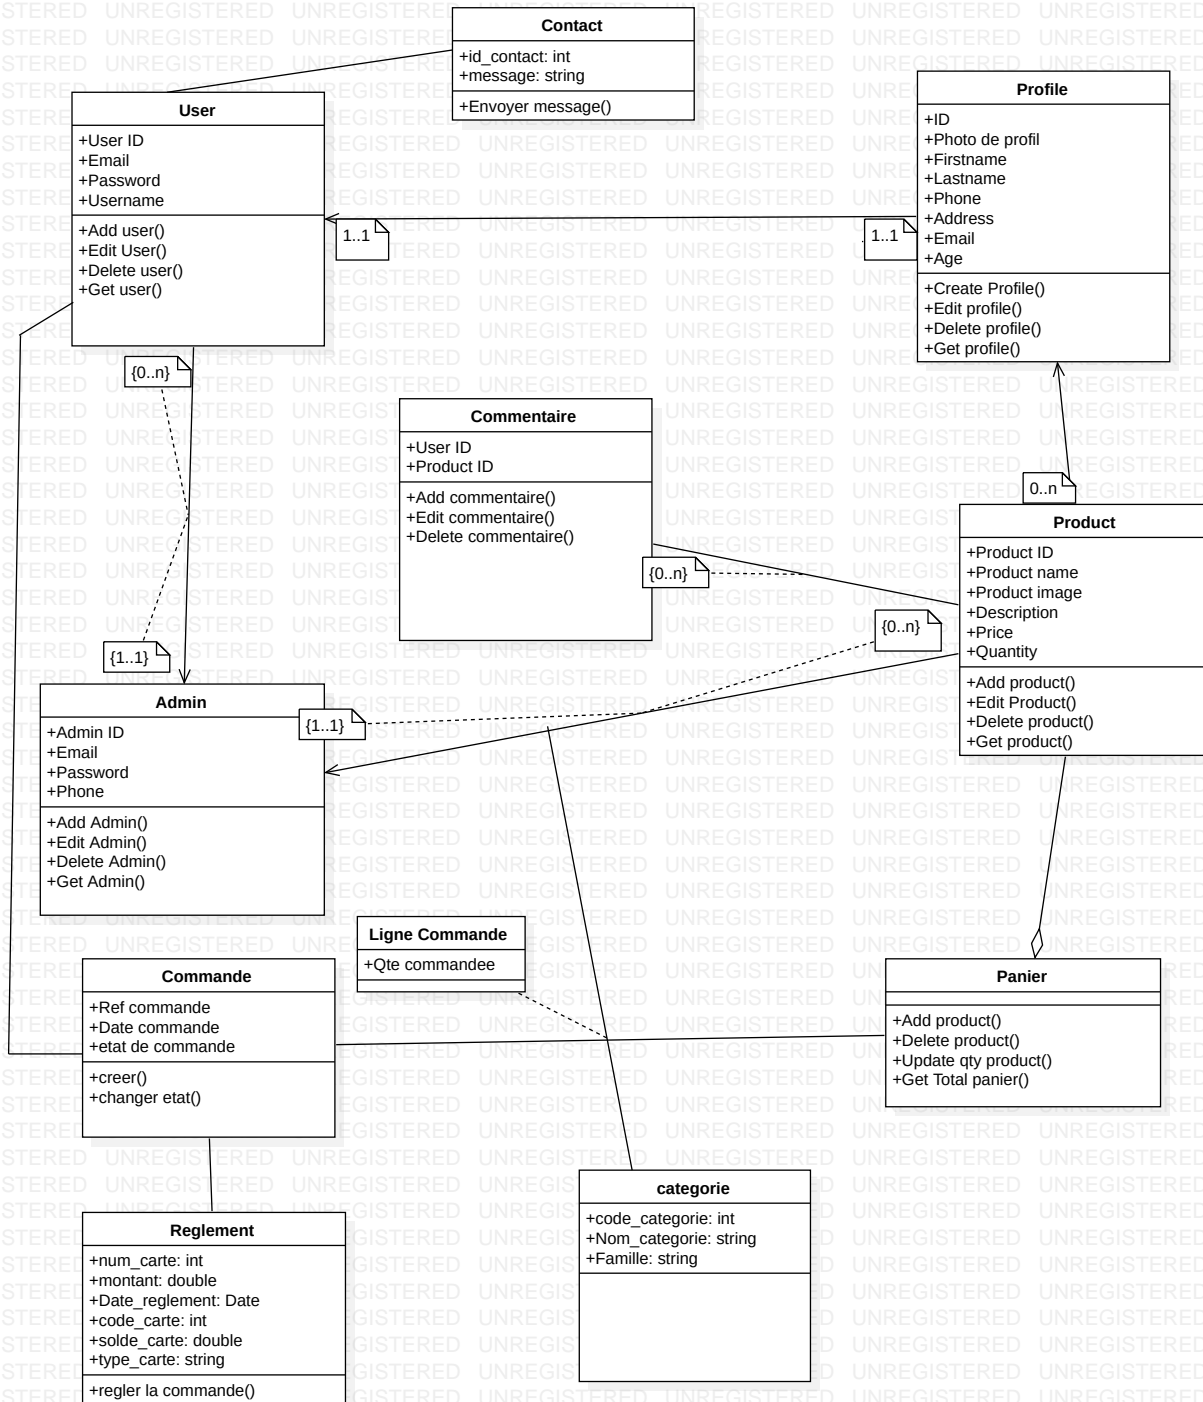 Contact
+id_contact: int
+message: string
+Envoyer message()
User
+User ID
+Email
+Password
+Username
+Add user()
+Edit User()
+Delete user()
+Get user()
Profile
+ID
+Photo de profil
+Firstname
+Lastname
+Phone
+Address
+Email
+Age
+Create Profile()
+Edit profile()
+Delete profile()
+Get profile()
1..1
1..1
{0..n}
Commentaire
+User ID
+Product ID
+Add commentaire()
+Edit commentaire()
+Delete commentaire()
0..n
Product
+Product ID
+Product name
+Product image
+Description
+Price
+Quantity
+Add product()
+Edit Product()
+Delete product()
+Get product()
{0..n}
{0..n}
{1..1}
{1..1}
Admin
+Admin ID
+Email
+Password
+Phone
+Add Admin()
+Edit Admin()
+Delete Admin()
+Get Admin()
Ligne Commande
+Qte commandee
Commande
+Ref commande
+Date commande
+etat de commande
+creer()
+changer etat()
Panier
+Add product()
+Delete product()
+Update qty product()
+Get Total panier()
categorie
+code_categorie: int
+Nom_categorie: string
+Famille: string
Reglement
+num_carte: int
+montant: double
+Date_reglement: Date
+code_carte: int
+solde_carte: double
+type_carte: string
+regler la commande()
UNREGISTERED